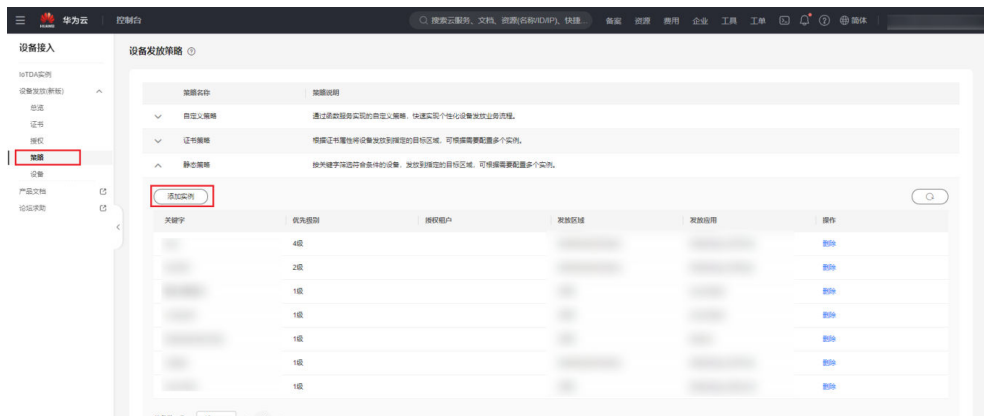 HUAWEI 华为云 控制台 搜索云服务、文档、资源(名称/ID/IP)、快捷... 备案 资源 费用 企业 工具 工单 简体
设备接入
IoTDA实例
设备发放(新版)
总览
证书
授权
策略
设备
产品文档
论坛求助
设备发放策略
策略名称 策略说明
自定义策略 通过函数服务实现的自定义策略，快速实现个性化设备发放业务流程。
证书策略 根据证书属性将设备发放到指定的目标区域，可根据需要配置多个实例。
静态策略 按关键字筛选符合条件的设备，发放到指定的目标区域，可根据需要配置多个实例。
添加实例
关键字 优先级别 授权租户 发放区域 发放应用 操作
4级 删除
2级 删除
1级 删除
1级 删除
1级 删除
1级 删除
1级 删除